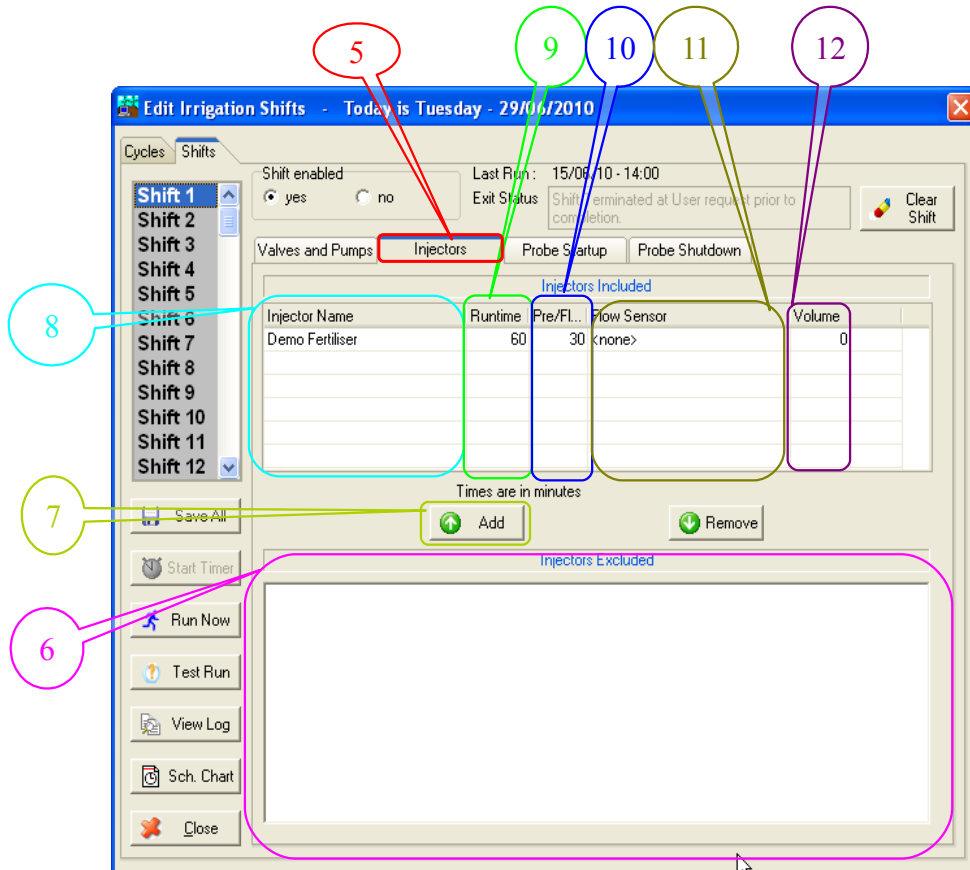 5
9
10
11
12
Edit Irrigation Shifts - Today is Tuesday - 29/06/2010
Cycles
Shifts
Shift 1
Shift 2
Shift 3
Shift 4
Shift 5
Shift 6
Shift 7
Shift 8
Shift 9
Shift 10
Shift 11
Shift 12
Shift enabled
yes
no
Last Run : 15/06/10 - 14:00
Exit Status
Shift Terminated at User request prior to
completion.
Clear
Shift
Valves and Pumps
Injectors
Probe Startup
Probe Shutdown
Injectors Included
Injector Name Runtime Pre/Fl... Flow Sensor Volume
Demo Fertiliser 60 30 <none> 0
8
Times are in minutes
7
Add
Remove
Injectors Excluded
6
Save All
Start Timer
Run Now
Test Run
View Log
Sch. Chart
Close